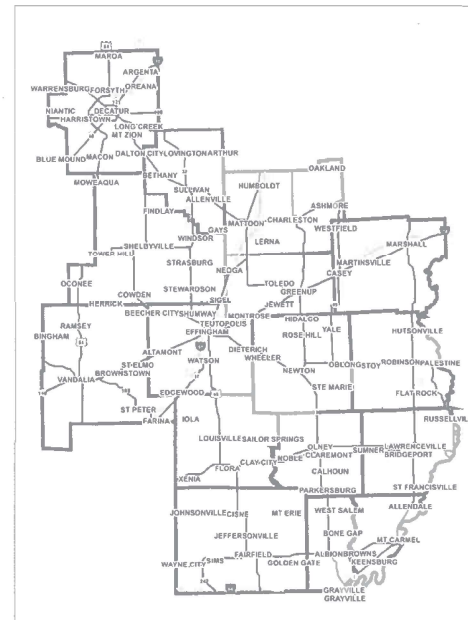 MAROA
ARGENTA
WARRENSBURG FORSYTH OREANA
NIANTIC
DECATUR
HARRISTOWN
LONG CREEK
MT ZION
BLUE MOUND MACON DALTON CITY LOVINGTON ARTHUR
MOWEAQUA
BETHANY
SULLIVAN
ALLENVILLE
FINDLAY
WINDSOR
GAYS
SHELBYVILLE
TOWER HILL
STRASBURG
OAKLAND
HUMBOLDT
ASHMORE
MATTOON CHARLESTON
WESTFIELD
LERNA
MARSHALL
MARTINSVILLE
NEOGA
CASEY
TOLEDO
GREENUP
STEWARDSON
OCONEE
COWDEN
HERRICK
SIGEL
JEWETT
BEECHER CITY SHUMWAY
MONTROSE
HIDALGO
YALE
HUTSONVILLE
TEUTOPOLIS
RAMSEY
EFFINGHAM
ROSE HILL
BINGHAM
ALTAMONT
DIETERICH
WHEELER
OBLONG STOY
ROBINSON PALESTINE
ST-ELMO
WATSON
NEWTON
BROWNSTOWN
VANDALIA
STE MARIE
EDGEWOOD
FLAT ROCK
ST PETER
FARINA
IOLA
RUSSELLVIL
LOUISVILLE SAILOR SPRINGS
OLNEY
LAWRENCEVILLE
NOBLE CLAREMONT SUMNER
BRIDGEPORT
CLAY CITY
FLORA
CALHOUN
XENIA
PARKERSBURG
ST FRANCISVILLE
JOHNSONVILLE CISNE
MT ERIE
WEST SALEM
ALLENDALE
BONE GAP
JEFFERSONVILLE
MT CARMEL
WAYNE CITY SIMS
FAIRFIELD
ALBION BROWNS
GOLDEN GATE
KEENSBURG
GRAYVILLE
GRAYVILLE